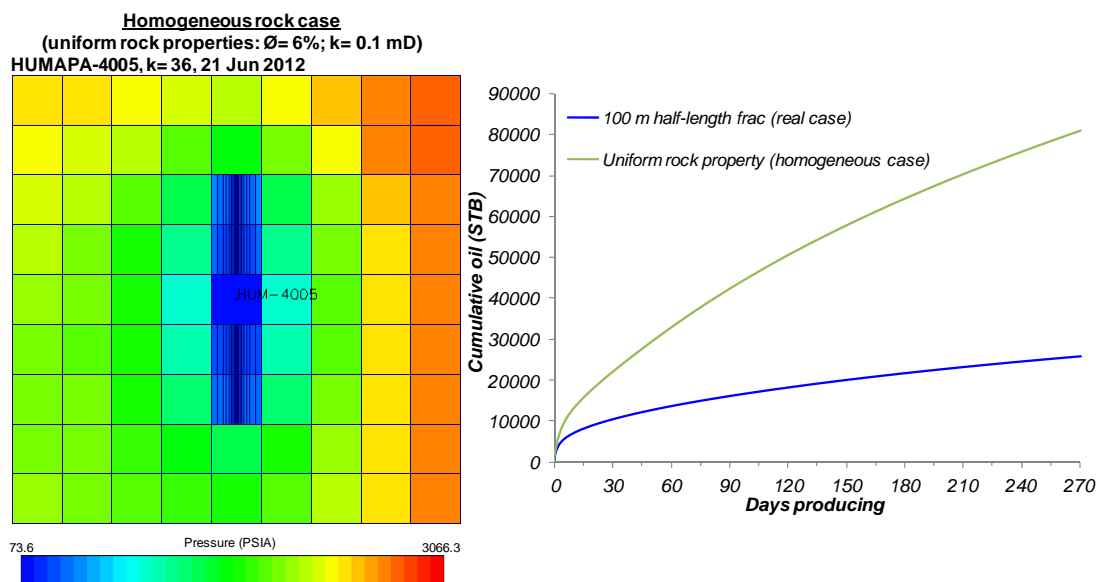 Homogeneous rock case
(uniform rock properties: Ø= 6%; k= 0.1 mD)
HUMAPA-4005, k= 36, 21 Jun 2012
HUM-4005
73.6
Pressure (PSIA)
3066.3
90000
80000
70000
60000
50000
40000
30000
20000
10000
0
Cumulative oil (STB)
100 m half-length frac (real case)
Uniform rock property (homogeneous case)
0 30 60 90 120 150 180 210 240 270
Days producing